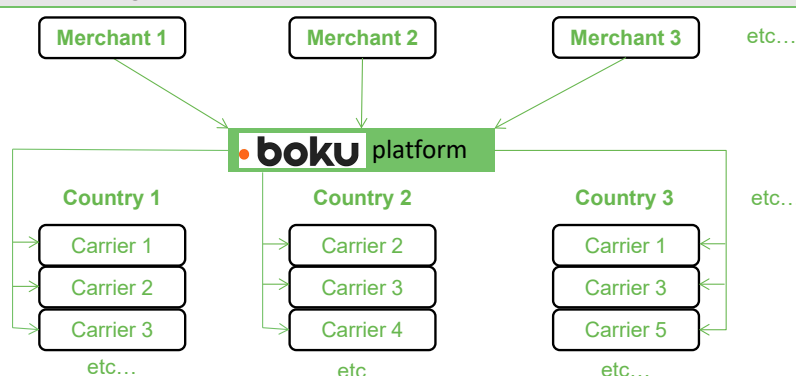 Merchant 1 Merchant 2 Merchant 3 etc…
boku platform
Country 1 Country 2 Country 3 etc…
Carrier 1 Carrier 2 Carrier 1
Carrier 2 Carrier 3 Carrier 3
Carrier 3 Carrier 4 Carrier 5
etc… etc etc…